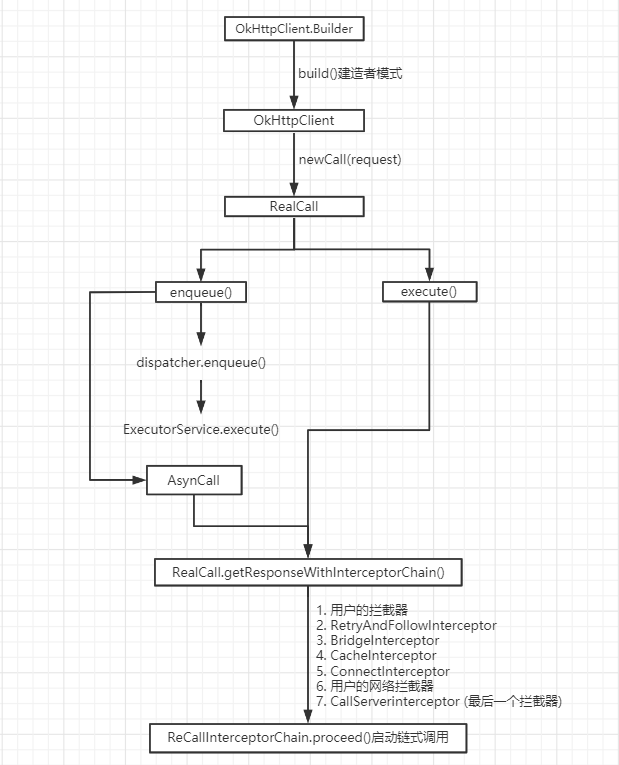 OkHttpClient.Builder
build()建造者模式
OkHttpClient
newCall(request)
RealCall
enqueue()
execute()
dispatcher.enqueue()
ExecutorService.execute()
AsynCall
RealCall.getResponseWithInterceptorChain()
1. 用户的拦截器
2. RetryAndFollowInterceptor
3. BridgeInterceptor
4. CacheInterceptor
5. ConnectInterceptor
6. 用户的网络拦截器
7. CallServerinterceptor (最后一个拦截器)
ReCallInterceptorChain.proceed()启动链式调用